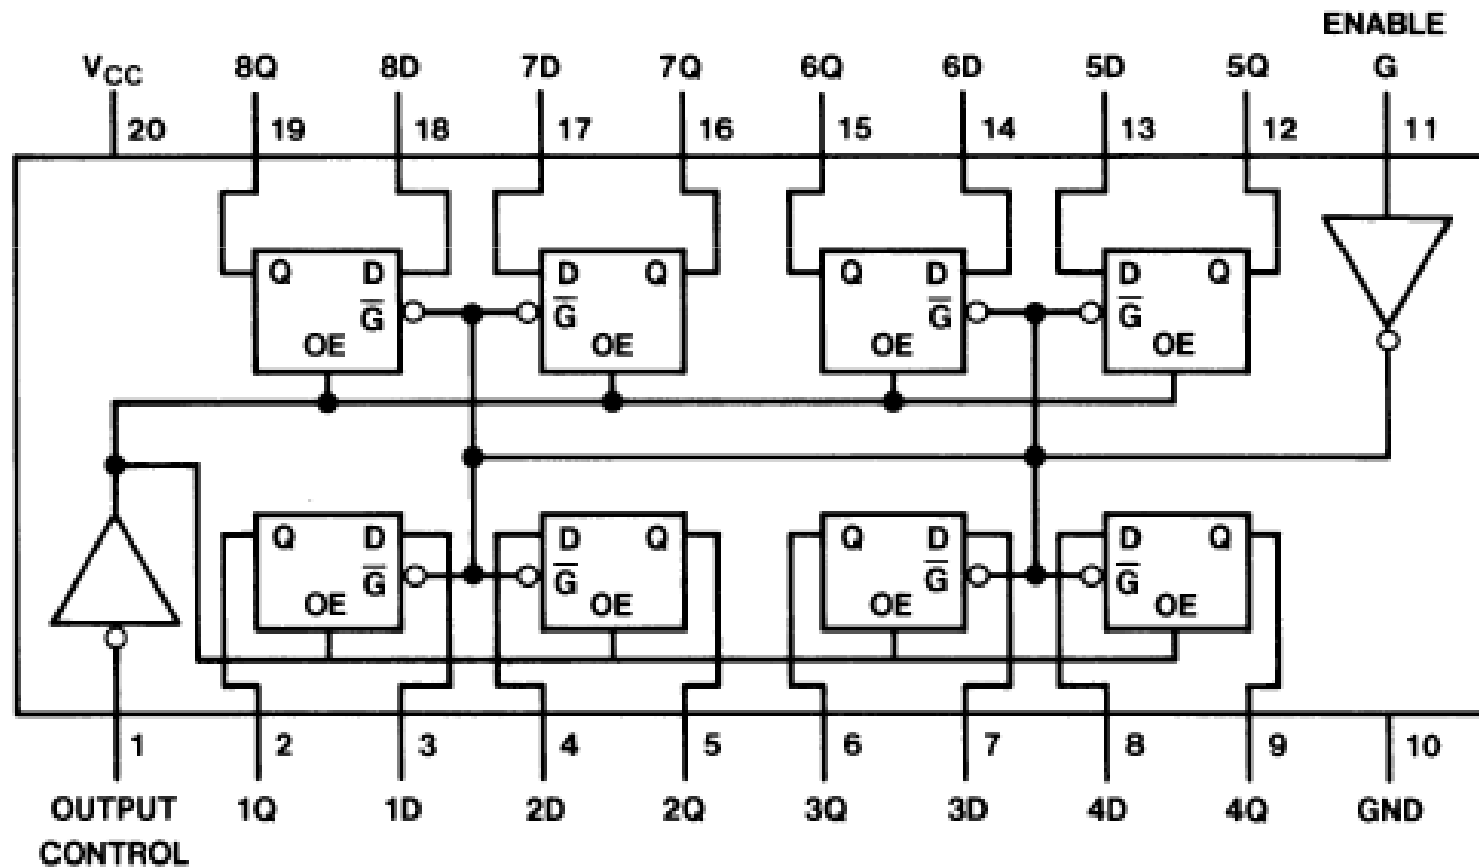 ENABLE
VCC 8Q 8D 7D 7Q 6Q 6D 5D 5Q G
20 19 18 17 16 15 14 13 12 11
Q D D Q Q D D Q
G̅ G̅ G̅ G̅
OE OE OE OE
Q D D Q Q D D Q
G̅ G̅ G̅ G̅
OE OE OE OE
1 2 3 4 5 6 7 8 9 10
OUTPUT 1Q 1D 2D 2Q 3Q 3D 4D 4Q GND
CONTROL